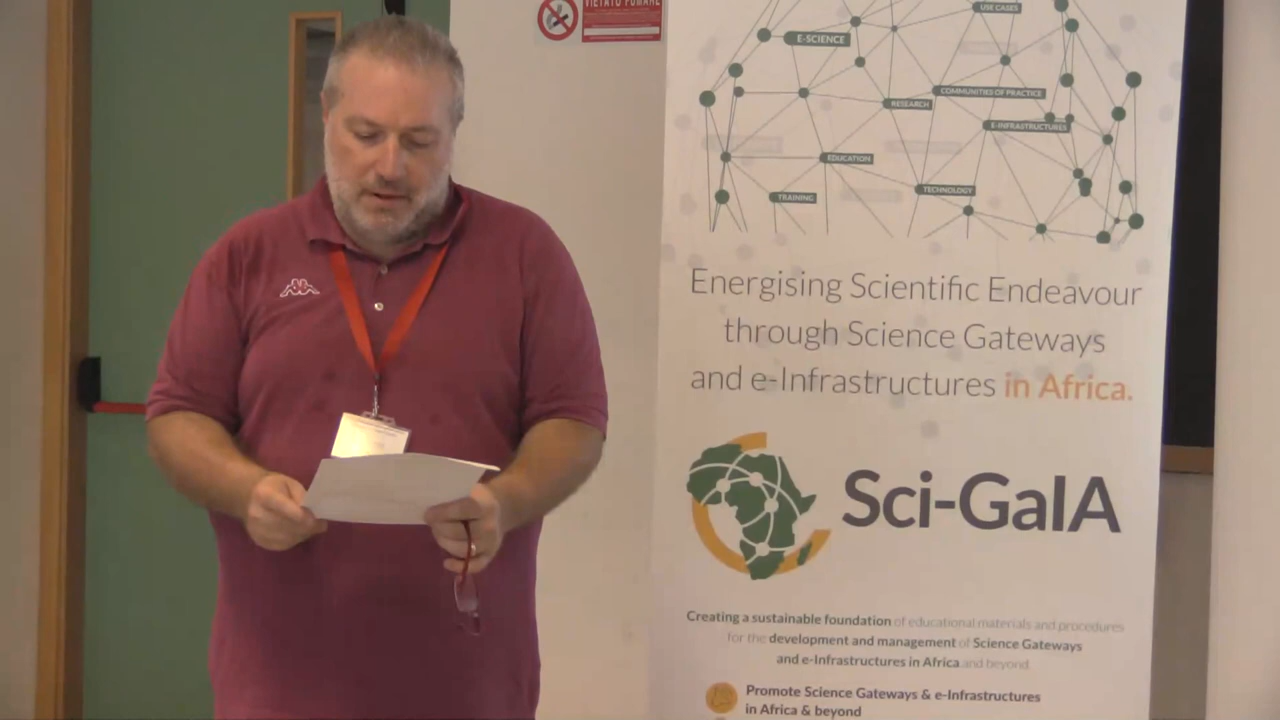 VIETATO FUMARE
USE CASES
E-SCIENCE
COMMUNITIES OF PRACTICE
RESEARCH
E-INFRASTRUCTURES
EDUCATION
TECHNOLOGY
TRAINING
Energising Scientific Endeavour
through Science Gateways
and e-Infrastructures in Africa.
Sci-GaIA
Creating a sustainable foundation of educational materials and procedures
for the development and management of Science Gateways
and e-Infrastructures in Africa and beyond
Promote Science Gateways & e-Infrastructures
in Africa & beyond